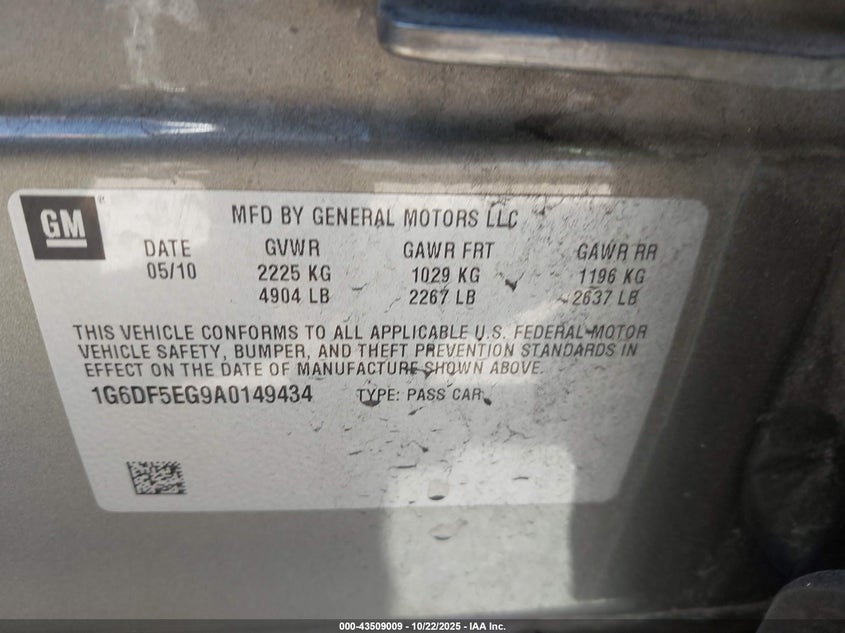 GM
MFD BY GENERAL MOTORS LLC
DATE GVWR GAWR FRT GAWR RR
05/10 2225 KG 1029 KG 1196 KG
4904 LB 2267 LB 2637 LB
THIS VEHICLE CONFORMS TO ALL APPLICABLE U.S. FEDERAL MOTOR
VEHICLE SAFETY, BUMPER, AND THEFT PREVENTION STANDARDS IN
EFFECT ON THE DATE OF MANUFACTURE SHOWN ABOVE.
1G6DF5EG9A0149434 TYPE: PASS CAR
000-43509009 - 10/22/2025 - IAA Inc.